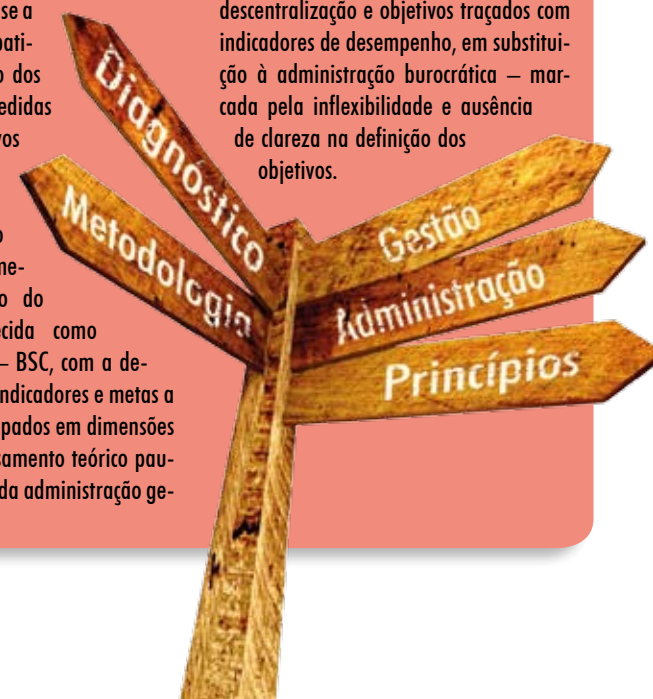 se a
pati-
o dos
edidas
vos
o
me-
o do
ecida como
– BSC, com a de-
ndicadores e metas a
pados em dimensões
samento teórico pau-
da administração ge-
descentralização e objetivos traçados com
indicadores de desempenho, em substitui-
ção à administração burocrática – mar-
cada pela inflexibilidade e ausência
de clareza na definição dos
objetivos.
Diagnóstico
Metodologia
Gestão
Administração
Princípios